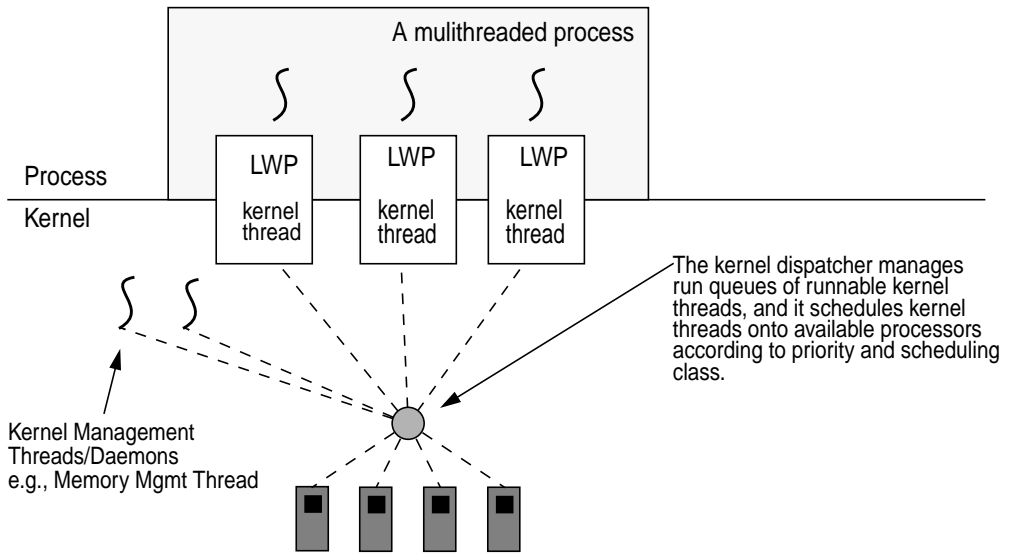 A mulithreaded process
LWP
kernel
thread
LWP
kernel
thread
LWP
kernel
thread
Process
Kernel
The kernel dispatcher manages
run queues of runnable kernel
threads, and it schedules kernel
threads onto available processors
according to priority and scheduling
class.
Kernel Management
Threads/Daemons
e.g., Memory Mgmt Thread